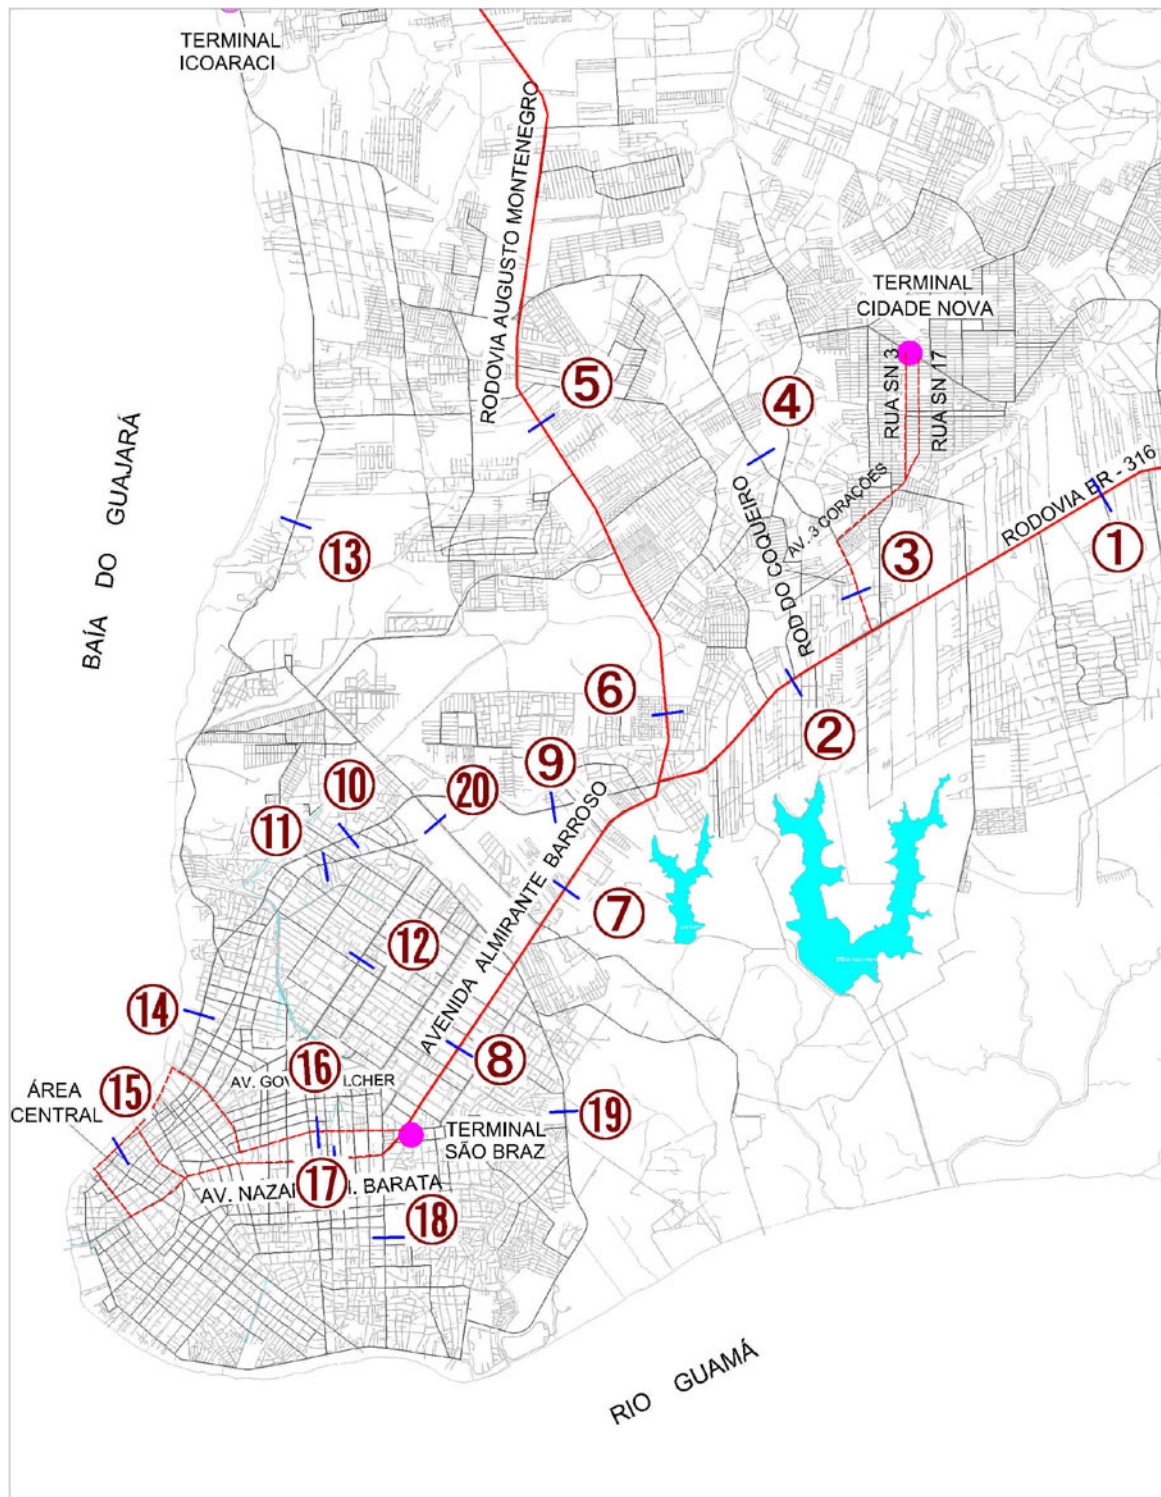 TERMINAL
ICOARACI
RODOVIA AUGUSTO MONTENEGRO
TERMINAL
CIDADE NOVA
RUA SN 3
RUA SN 17
5
4
ROD DO COQUEIRO
AV. 3 CORAÇÕES
RODOVIA BR - 316
BAÍA DO GUAJARÁ
13
3
1
6
2
9
10
20
11
AVENIDA ALMIRANTE BARROSO
7
12
14
8
16
AV. GOV LCHER
ÁREA
CENTRAL
15
19
TERMINAL
SÃO BRAZ
17
AV. NAZA BARATA
18
RIO GUAMÁ